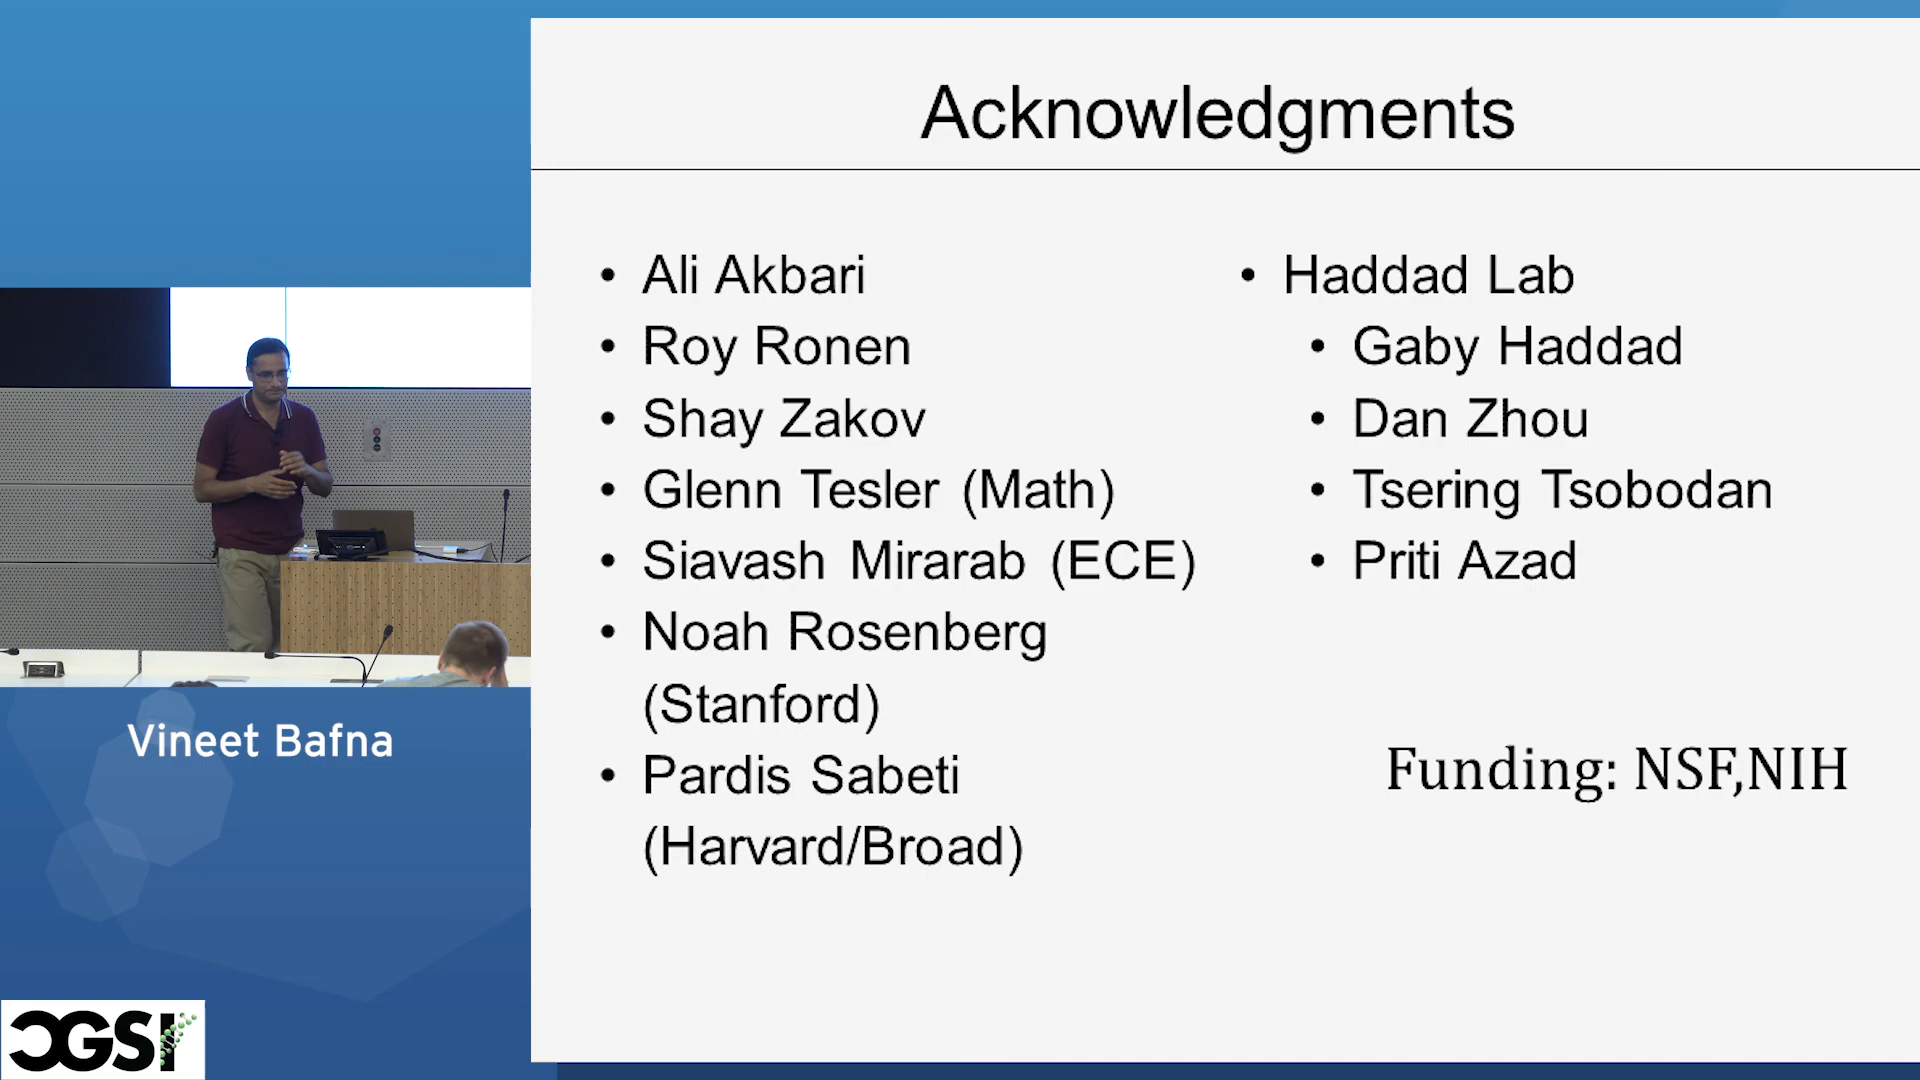 Acknowledgments
• Ali Akbari
• Roy Ronen
• Shay Zakov
• Glenn Tesler (Math)
• Siavash Mirarab (ECE)
• Noah Rosenberg
(Stanford)
• Pardis Sabeti
(Harvard/Broad)
• Haddad Lab
• Gaby Haddad
• Dan Zhou
• Tsering Tsobodan
• Priti Azad
Funding: NSF,NIH
Vineet Bafna
CGSI